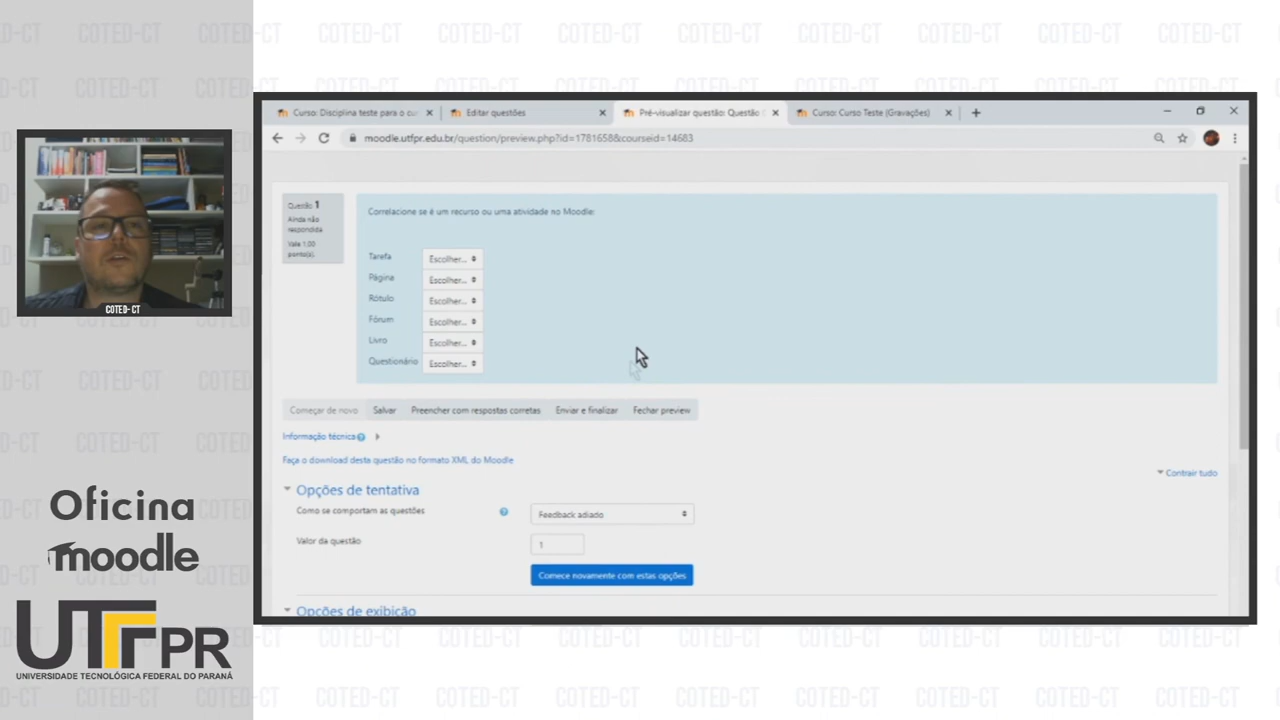 COTED-CT
Oficina
moodle
UTFPR
UNIVERSIDADE TECNOLÓGICA FEDERAL DO PARANÁ
Curso: Disciplina teste para o cur
Editar questões
Pré-visualizar questão: Questão
Curso: Curso Teste (Gravações)
moodle.utfpr.edu.br/question/preview.php?id=1781658&courseid=14683
Questão 1
Ainda não
respondida
Vale 1,00
ponto(s).
Correlacione se é um recurso ou uma atividade no Moodle:
Tarefa Escolher...
Página Escolher...
Rótulo Escolher...
Fórum Escolher...
Livro Escolher...
Questionário Escolher...
Começar de novo Salvar Preencher com respostas corretas Enviar e finalizar Fechar preview
Informação técnica
Faça o download desta questão no formato XML do Moodle
Contrair tudo
Opções de tentativa
Como se comportam as questões Feedback adiado
Valor da questão 1
Comece novamente com estas opções
Opções de exibição